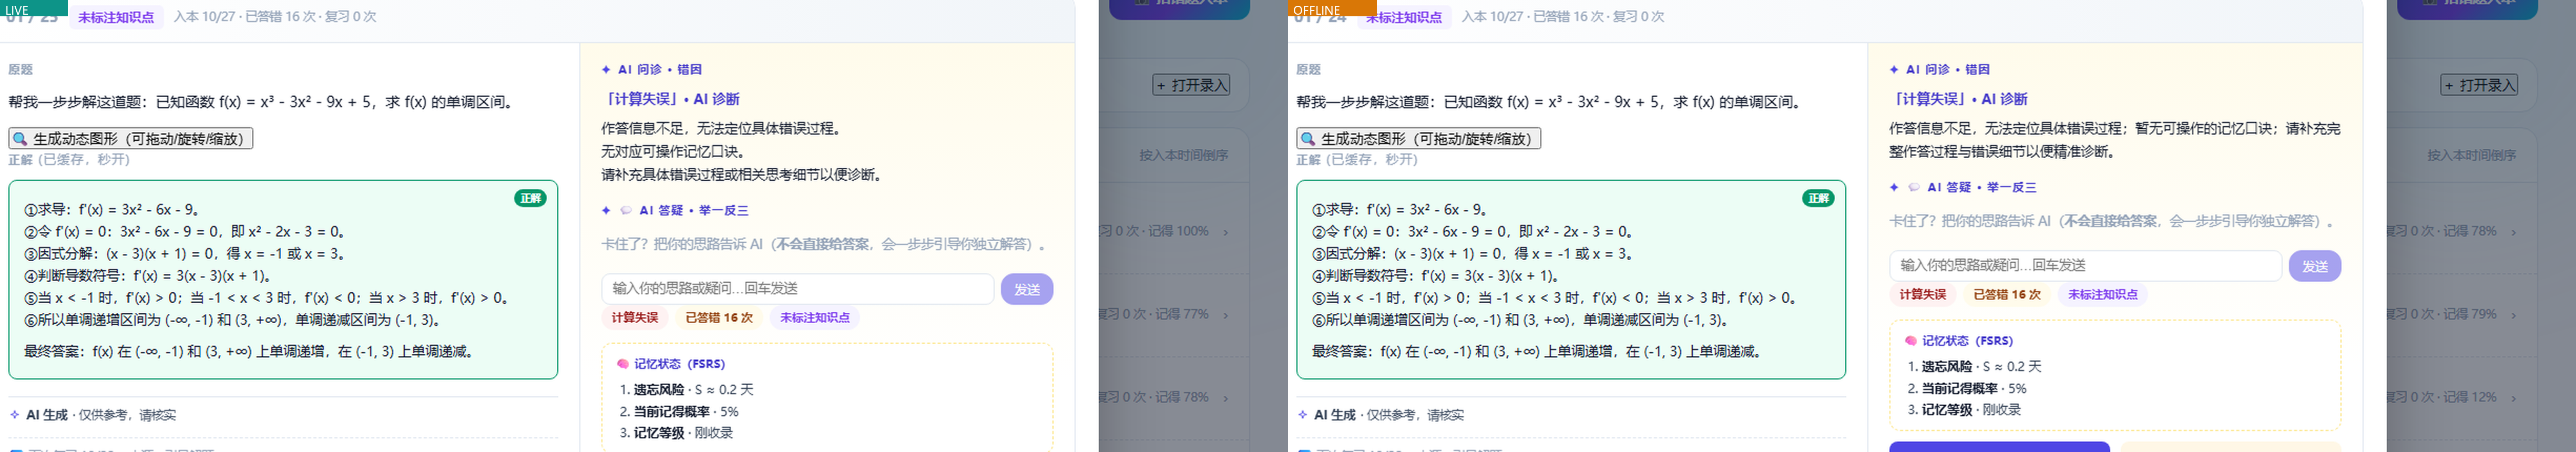 LIVE
未标注知识点 入本 10/27 · 已答错 16 次 · 复习 0 次
原题
帮我一步步解这道题：已知函数 f(x) = x³ - 3x² - 9x + 5，求 f(x) 的单调区间。
🔍 生成动态图形（可拖动/旋转/缩放）
正解 (已缓存，秒开)
正解
①求导：f'(x) = 3x² - 6x - 9。
②令 f'(x) = 0：3x² - 6x - 9 = 0，即 x² - 2x - 3 = 0。
③因式分解：(x - 3)(x + 1) = 0，得 x = -1 或 x = 3。
④判断导数符号：f'(x) = 3(x - 3)(x + 1)。
⑤当 x < -1 时，f'(x) > 0；当 -1 < x < 3 时，f'(x) < 0；当 x > 3 时，f'(x) > 0。
⑥所以单调递增区间为 (-∞, -1) 和 (3, +∞)，单调递减区间为 (-1, 3)。
最终答案：f(x) 在 (-∞, -1) 和 (3, +∞) 上单调递增，在 (-1, 3) 上单调递减。
AI 生成 · 仅供参考，请核实
AI 问诊 • 错因
「计算失误」• AI 诊断
作答信息不足，无法定位具体错误过程。
无对应可操作记忆口诀。
请补充具体错误过程或相关思考细节以便诊断。
AI 答疑 • 举一反三
卡住了？把你的思路告诉 AI（不会直接给答案，会一步步引导你独立解答）。
输入你的思路或疑问...回车发送
发送
计算失误 已答错 16 次 未标注知识点
记忆状态（FSRS）
1. 遗忘风险 · S ≈ 0.2 天
2. 当前记得概率 · 5%
3. 记忆等级 · 刚收录
+ 打开录入
按入本时间倒序
习 0 次 · 记得 100% ›
复习 0 次 · 记得 77% ›
复习 0 次 · 记得 78% ›
OFFLINE
未标注知识点 入本 10/27 · 已答错 16 次 · 复习 0 次
原题
帮我一步步解这道题：已知函数 f(x) = x³ - 3x² - 9x + 5，求 f(x) 的单调区间。
🔍 生成动态图形（可拖动/旋转/缩放）
正解 (已缓存，秒开)
正解
①求导：f'(x) = 3x² - 6x - 9。
②令 f'(x) = 0：3x² - 6x - 9 = 0，即 x² - 2x - 3 = 0。
③因式分解：(x - 3)(x + 1) = 0，得 x = -1 或 x = 3。
④判断导数符号：f'(x) = 3(x - 3)(x + 1)。
⑤当 x < -1 时，f'(x) > 0；当 -1 < x < 3 时，f'(x) < 0；当 x > 3 时，f'(x) > 0。
⑥所以单调递增区间为 (-∞, -1) 和 (3, +∞)，单调递减区间为 (-1, 3)。
最终答案：f(x) 在 (-∞, -1) 和 (3, +∞) 上单调递增，在 (-1, 3) 上单调递减。
AI 生成 · 仅供参考，请核实
AI 问诊 • 错因
「计算失误」• AI 诊断
作答信息不足，无法定位具体错误过程；暂无可操作的记忆口诀；请补充完
整作答过程与错误细节以便精准诊断。
AI 答疑 • 举一反三
卡住了？把你的思路告诉 AI（不会直接给答案，会一步步引导你独立解答）。
输入你的思路或疑问...回车发送
发送
计算失误 已答错 16 次 未标注知识点
记忆状态（FSRS）
1. 遗忘风险 · S ≈ 0.2 天
2. 当前记得概率 · 5%
3. 记忆等级 · 刚收录
+ 打开录入
按入本时间倒序
复习 0 次 · 记得 78% ›
复习 0 次 · 记得 79% ›
复习 0 次 · 记得 12% ›